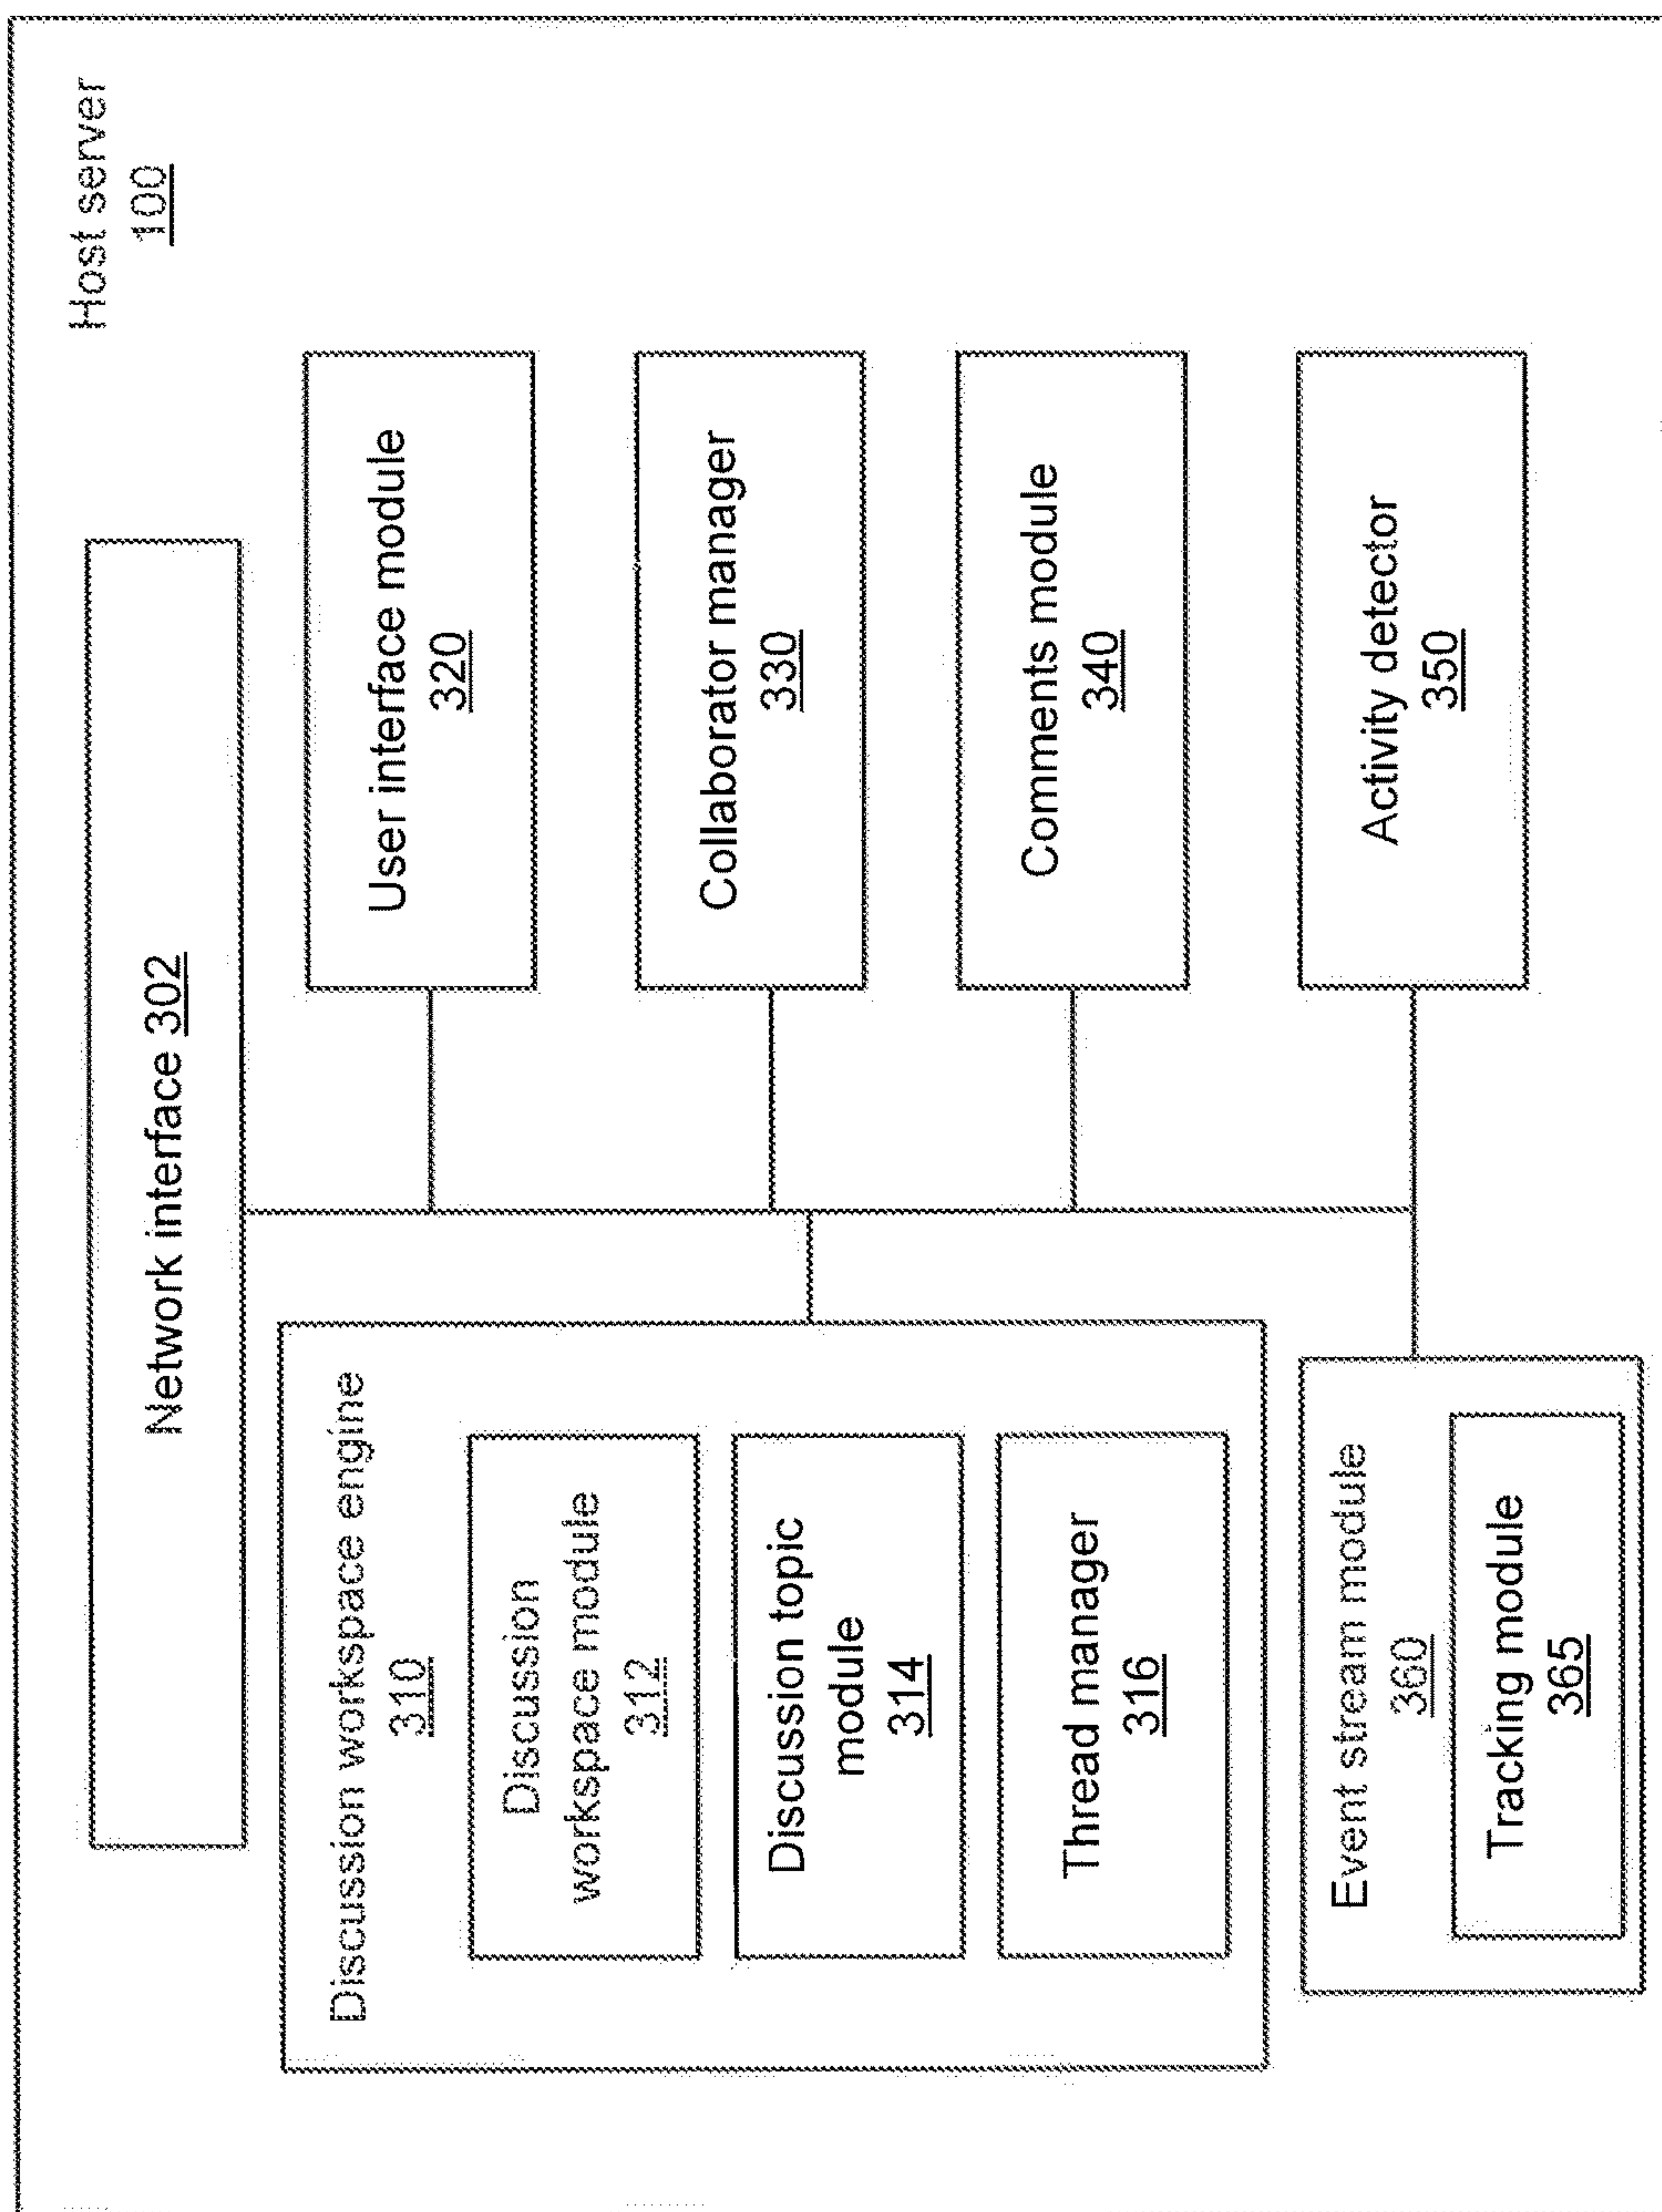 Host server
100
Network interface 302
Discussion workspace engine
310
Discussion
workspace module
312
Discussion topic
module
314
Thread manager
316
Event stream module
360
Tracking module
365
User interface module
320
Collaborator manager
330
Comments module
340
Activity detector
350